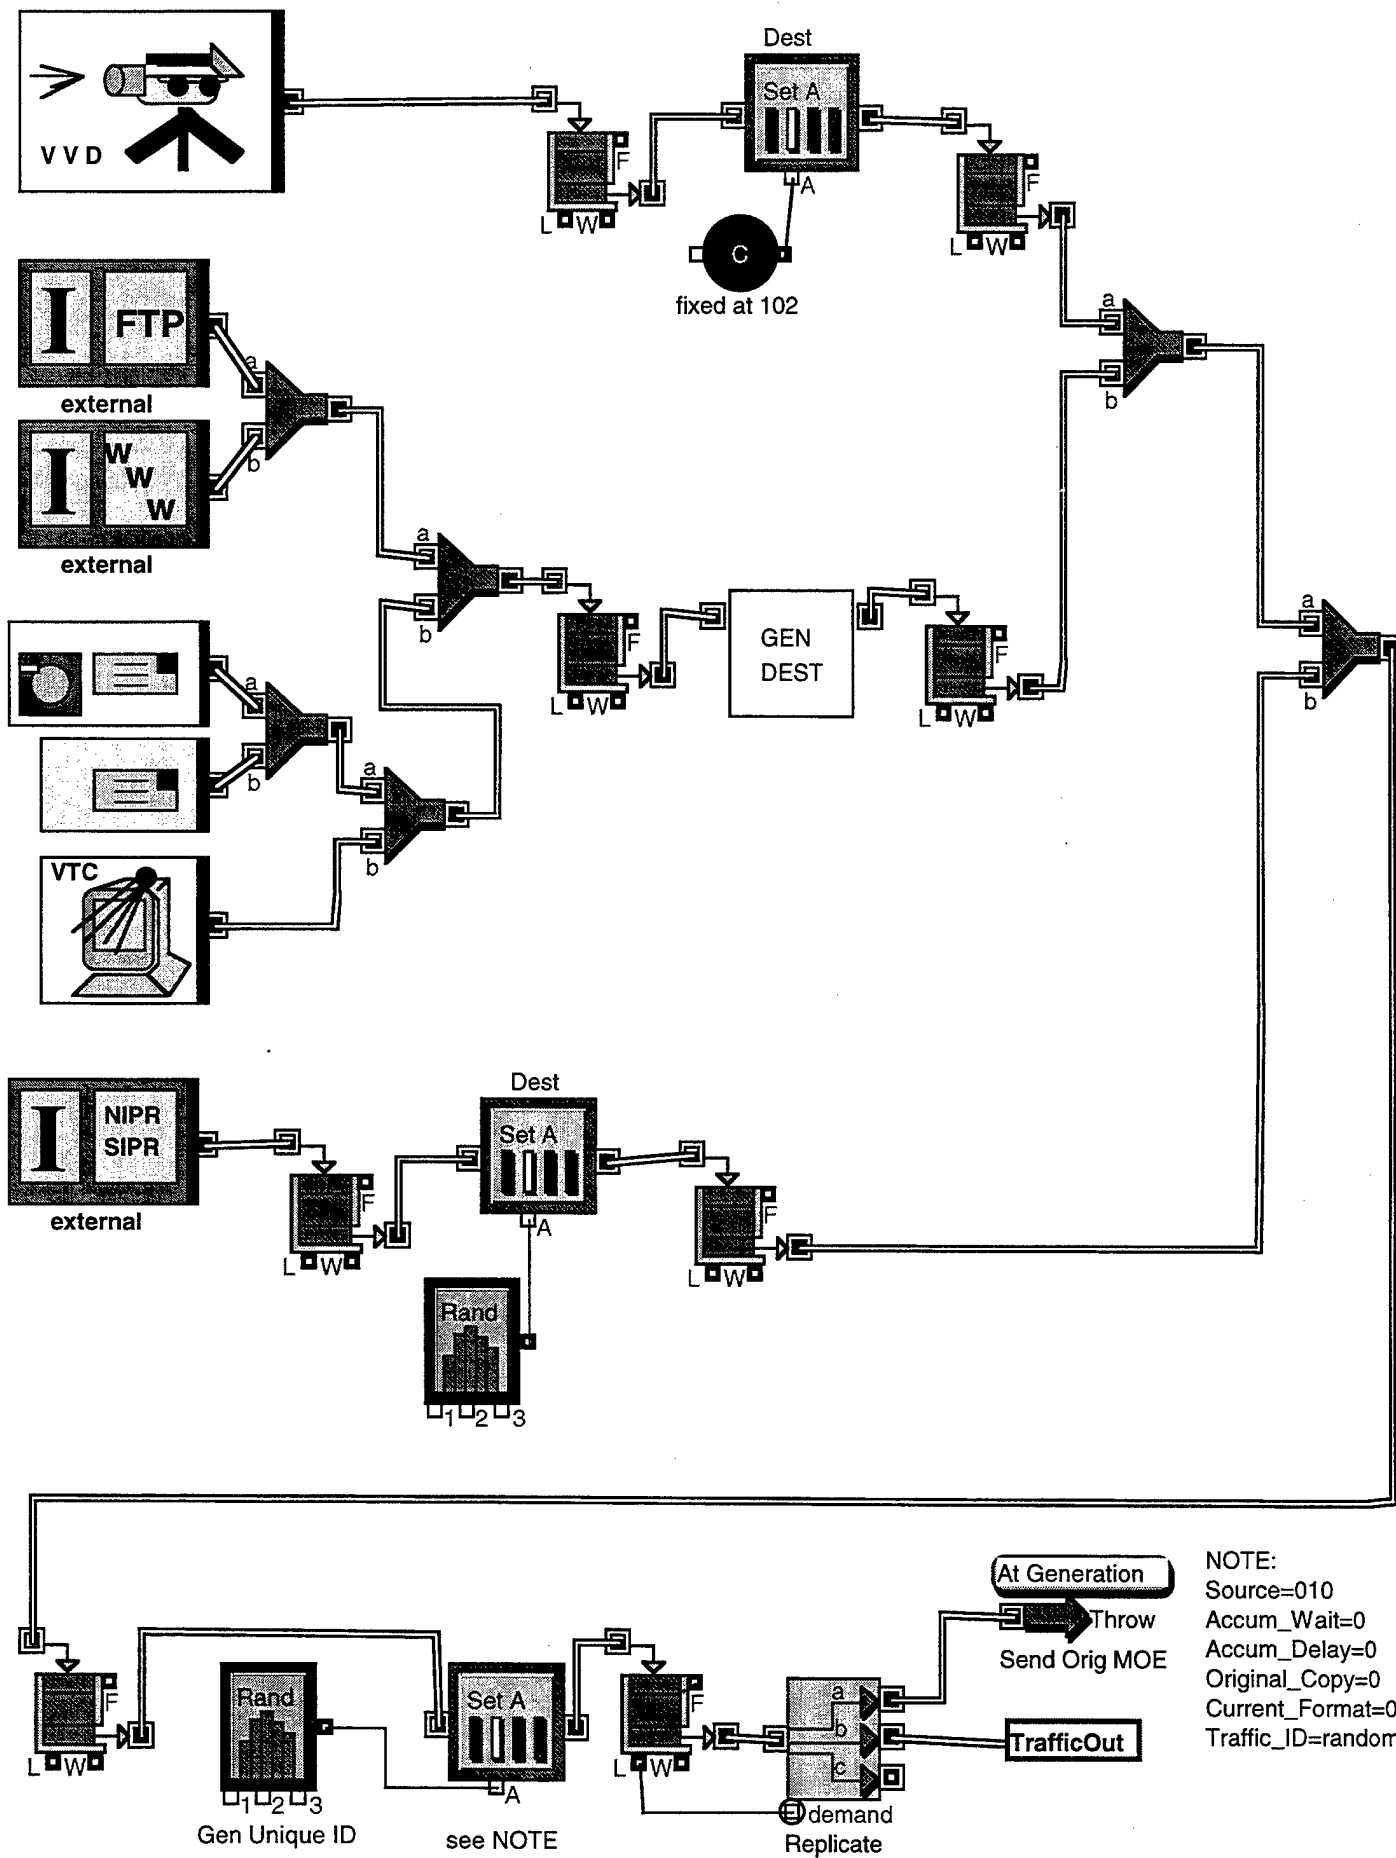 Dest
V V D
Set A
F
L W
A
C
fixed at 102
F
L W
I FTP
external
a
b
a
b
I W W W
external
a
b
F
L W
GEN
DEST
F
L W
a
b
a
b
a
b
VTC
Dest
I NIPR
SIPR
external
Set A
F
L W
A
F
L W
Rand
1 2 3
At Generation
Throw
Send Orig MOE
NOTE:
Source=010
Accum_Wait=0
Accum_Delay=0
Original_Copy=0
Current_Format=0
Traffic_ID=random
F
L W
Rand
1 2 3
Gen Unique ID
Set A
A
see NOTE
F
L W
a
b
c
TrafficOut
demand
Replicate